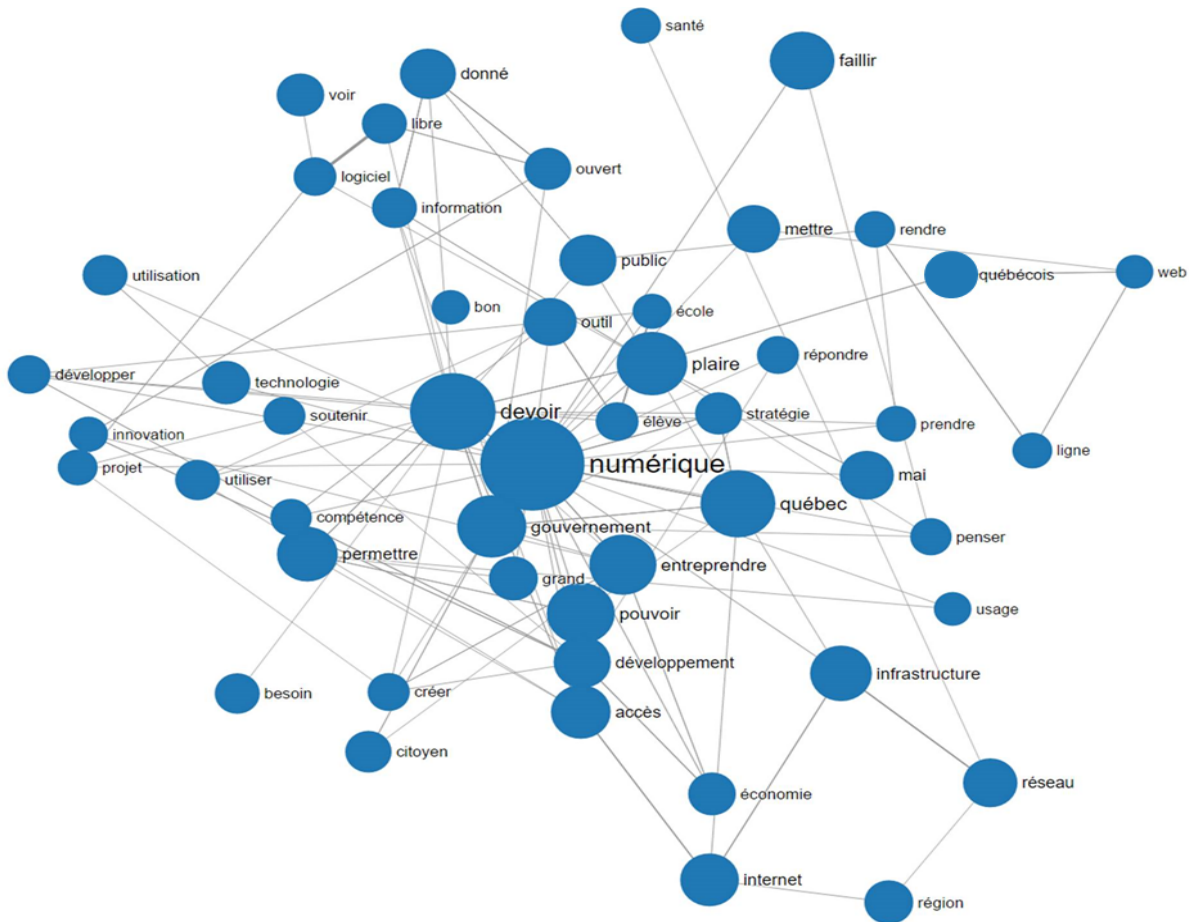 santé
faillir
donné
voir
libre
ouvert
logiciel
information
mettre
rendre
public
québécois
web
utilisation
bon
école
outil
répondre
plaire
développer
technologie
devoir
soutenir
stratégie
élève
prendre
innovation
ligne
numérique
projet
mai
utiliser
québec
compétence
gouvernement
penser
permettre
entreprendre
grand
usage
pouvoir
développement
infrastructure
besoin
créer
accès
citoyen
réseau
économie
internet
région